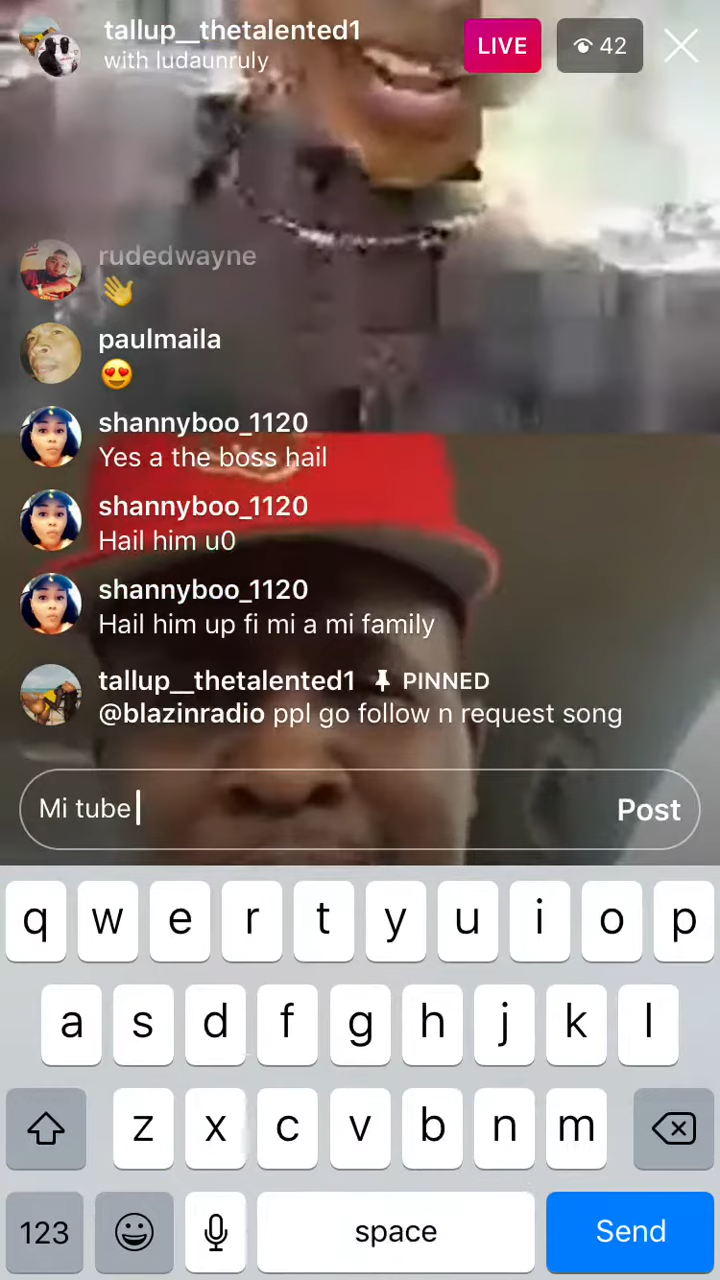 tallup__thetalented1
with ludaunruly
LIVE
42
rudedwayne
👋
paulmaila
😍
shannyboo_1120
Yes a the boss hail
shannyboo_1120
Hail him u0
shannyboo_1120
Hail him up fi mi a mi family
tallup__thetalented1 PINNED
@blazinradio ppl go follow n request song
Mi tube
Post
q w e r t y u i o p
a s d f g h j k l
z x c v b n m
123 space Send